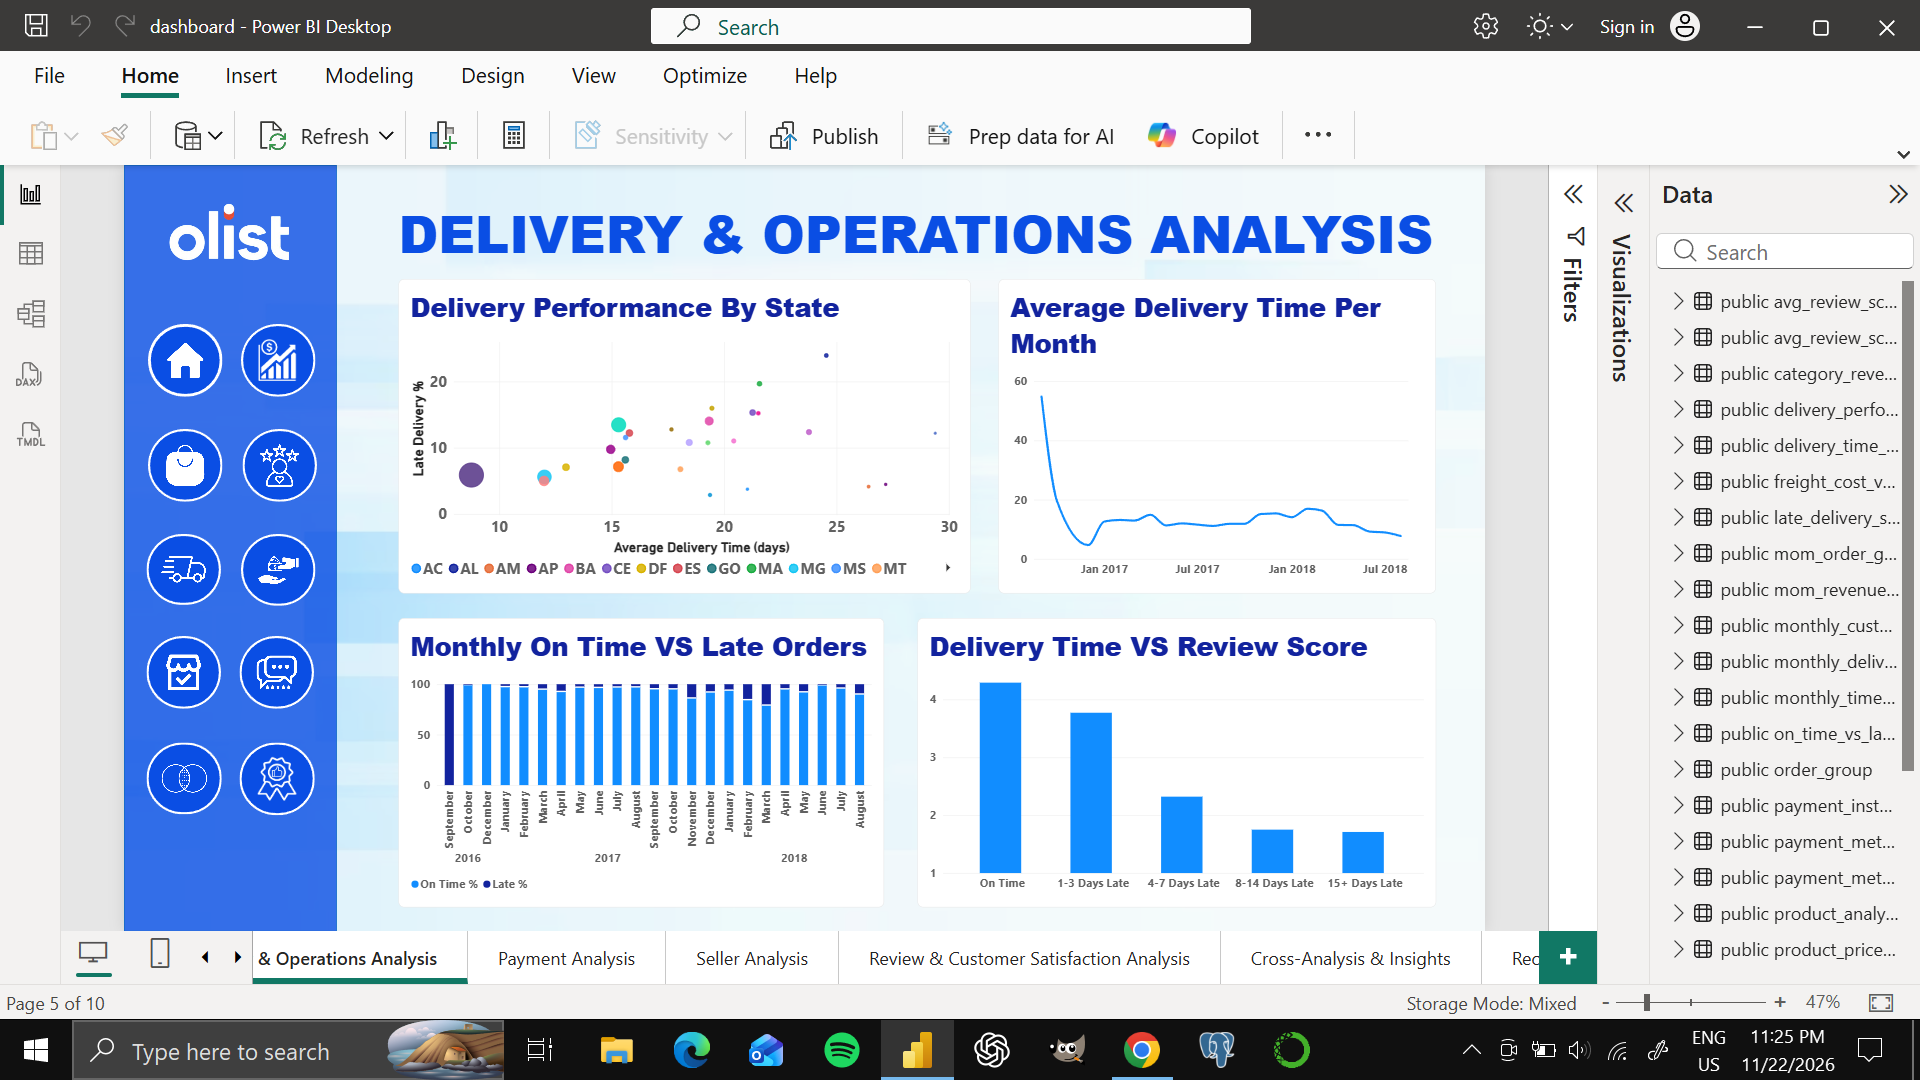 dashboard - Power BI Desktop
Search
Sign in
File
Home
Insert
Modeling
Design
View
Optimize
Help
Refresh
Sensitivity
Publish
Prep data for AI
Copilot
DAX
TMDL
olist
DELIVERY & OPERATIONS ANALYSIS
Delivery Performance By State
Late Delivery %
20
10
0
10
15
20
25
30
Average Delivery Time (days)
AC AL AM AP BA CE DF ES GO MA MG MS MT
Average Delivery Time Per
Month
60
40
20
0
Jan 2017
Jul 2017
Jan 2018
Jul 2018
Monthly On Time VS Late Orders
100
50
0
September
October
December
January
February
March
April
May
June
July
August
September
October
November
December
January
February
March
April
May
June
July
August
2016
2017
2018
On Time % Late %
Delivery Time VS Review Score
4
3
2
1
On Time
1-3 Days Late
4-7 Days Late
8-14 Days Late
15+ Days Late
Filters
Visualizations
Data
Search
public avg_review_sc...
public avg_review_sc...
public category_reve...
public delivery_perfo...
public delivery_time_...
public freight_cost_v...
public late_delivery_s...
public mom_order_g...
public mom_revenue...
public monthly_cust...
public monthly_deliv...
public monthly_time...
public on_time_vs_la...
public order_group
public payment_inst...
public payment_met...
public payment_met...
public product_analy...
public product_price...
& Operations Analysis
Payment Analysis
Seller Analysis
Review & Customer Satisfaction Analysis
Cross-Analysis & Insights
Rec
Page 5 of 10
Storage Mode: Mixed
- + 47%
Type here to search
ENG
US
11:25 PM
11/22/2026